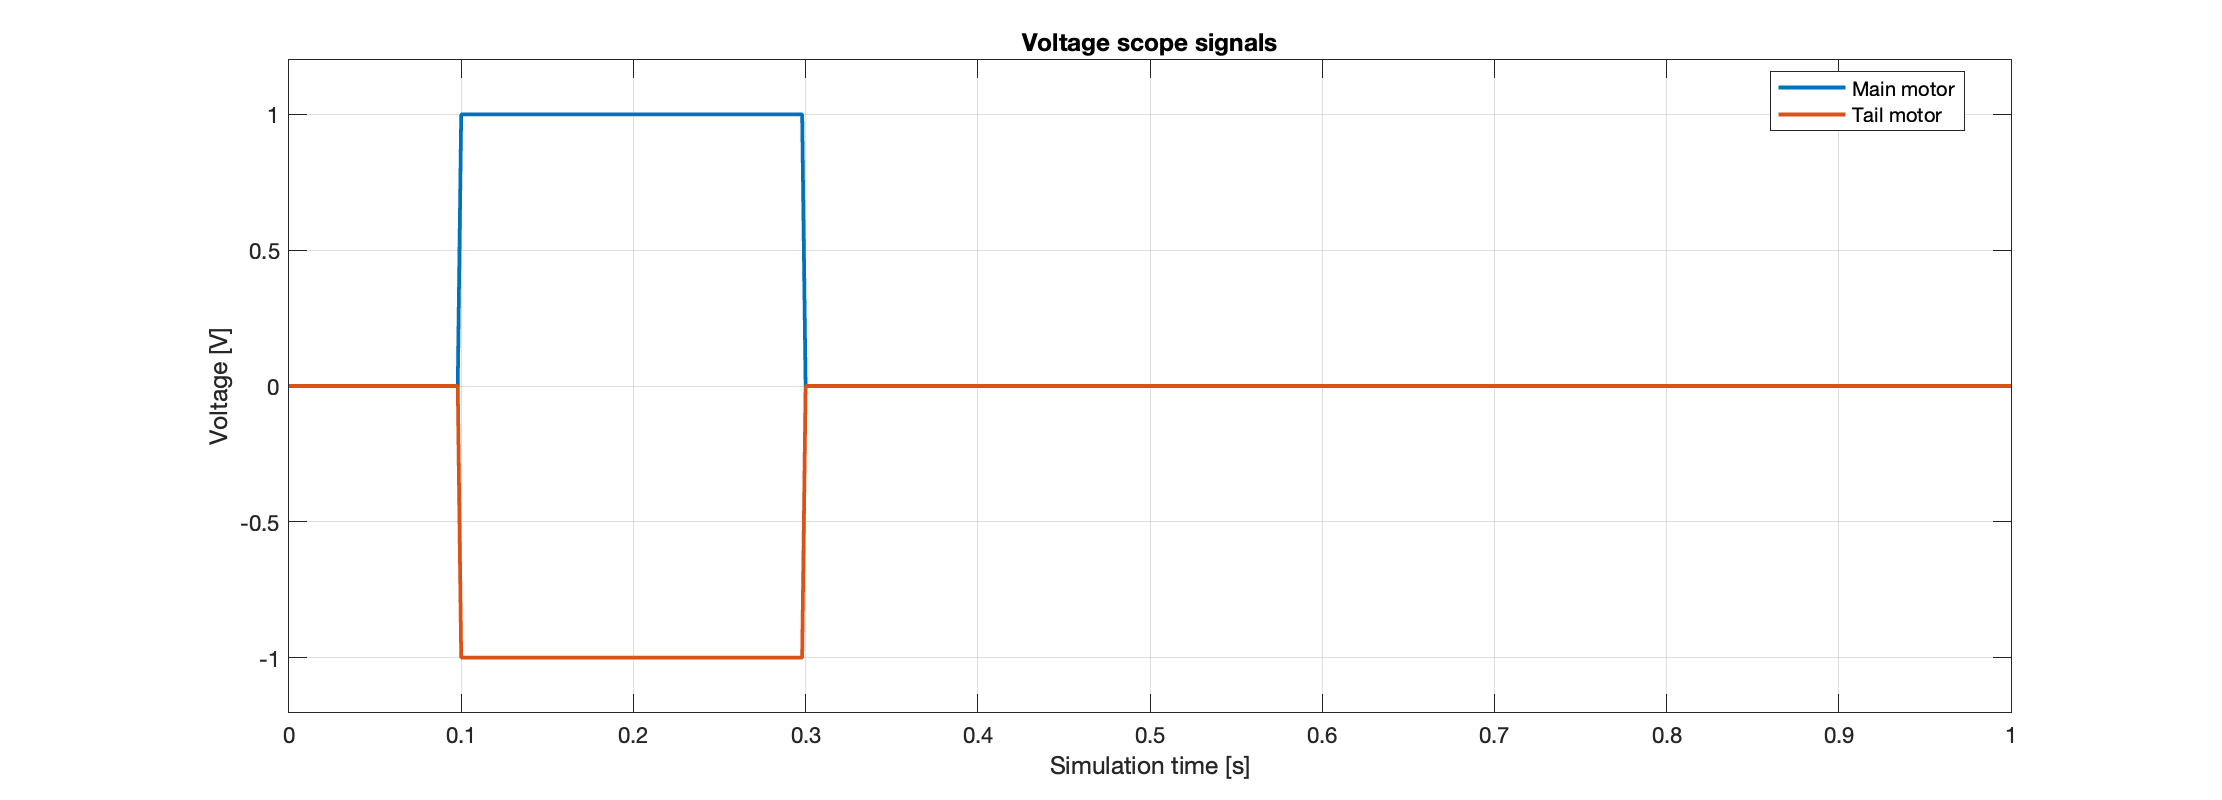 Voltage scope signals
Main motor
Tail motor
1
0.5
0
-0.5
-1
Voltage [V]
0 0.1 0.2 0.3 0.4 0.5 0.6 0.7 0.8 0.9 1
Simulation time [s]